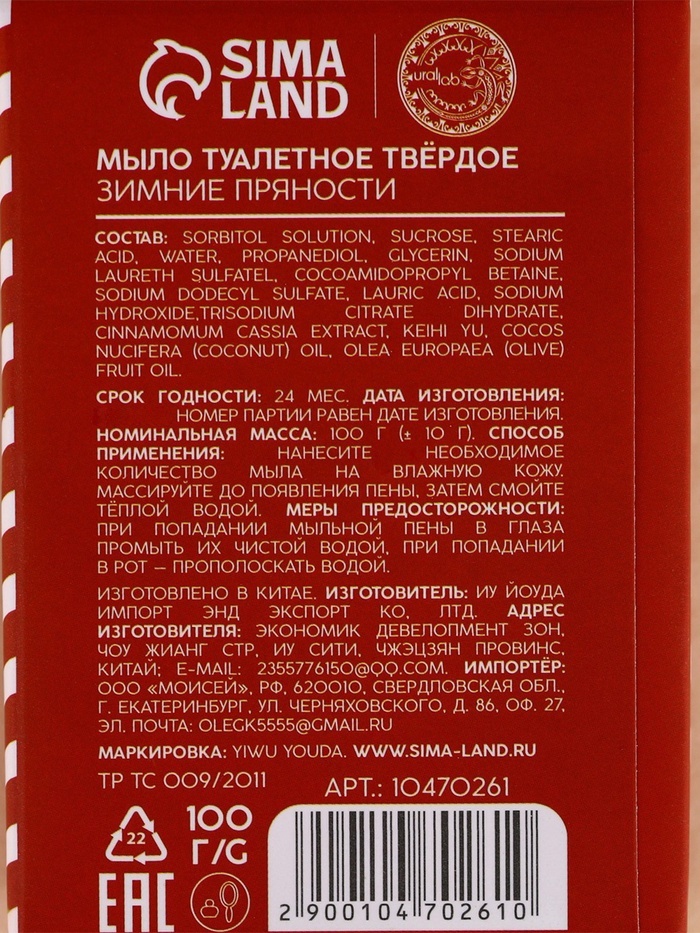 SIMA
LAND
ural lab
МЫЛО ТУАЛЕТНОЕ ТВЁРДОЕ
ЗИМНИЕ ПРЯНОСТИ
СОСТАВ: SORBITOL SOLUTION, SUCROSE, STEARIC
ACID, WATER, PROPANEDIOL, GLYCERIN, SODIUM
LAURETH SULFATEL, COCOAMIDOPROPYL BETAINE,
SODIUM DODECYL SULFATE, LAURIC ACID, SODIUM
HYDROXIDE,TRISODIUM CITRATE DIHYDRATE,
CINNAMOMUM CASSIA EXTRACT, KEIHI YU, COCOS
NUCIFERA (COCONUT) OIL, OLEA EUROPAEA (OLIVE)
FRUIT OIL.
СРОК ГОДНОСТИ: 24 МЕС. ДАТА ИЗГОТОВЛЕНИЯ:
НОМЕР ПАРТИИ РАВЕН ДАТЕ ИЗГОТОВЛЕНИЯ.
НОМИНАЛЬНАЯ МАССА: 100 Г (± 10 Г). СПОСОБ
ПРИМЕНЕНИЯ: НАНЕСИТЕ НЕОБХОДИМОЕ
КОЛИЧЕСТВО МЫЛА НА ВЛАЖНУЮ КОЖУ.
МАССИРУЙТЕ ДО ПОЯВЛЕНИЯ ПЕНЫ, ЗАТЕМ СМОЙТЕ
ТЁПЛОЙ ВОДОЙ. МЕРЫ ПРЕДОСТОРОЖНОСТИ:
ПРИ ПОПАДАНИИ МЫЛЬНОЙ ПЕНЫ В ГЛАЗА
ПРОМЫТЬ ИХ ЧИСТОЙ ВОДОЙ, ПРИ ПОПАДАНИИ
В РОТ – ПРОПОЛОСКАТЬ ВОДОЙ.
ИЗГОТОВЛЕНО В КИТАЕ. ИЗГОТОВИТЕЛЬ: ИУ ЙОУДА
ИМПОРТ ЭНД ЭКСПОРТ КО, ЛТД. АДРЕС
ИЗГОТОВИТЕЛЯ: ЭКОНОМИК ДЕВЕЛОПМЕНТ ЗОН,
ЧОУ ЖИАНГ СТР, ИУ СИТИ, ЧЖЭЦЗЯН ПРОВИНС,
КИТАЙ; E-MAIL: 2355776150@QQ.COM. ИМПОРТЁР:
ООО «МОИСЕЙ», РФ, 620010, СВЕРДЛОВСКАЯ ОБЛ.,
Г. ЕКАТЕРИНБУРГ, УЛ. ЧЕРНЯХОВСКОГО, Д. 86, ОФ. 27,
ЭЛ. ПОЧТА: OLEGK5555@GMAIL.RU
МАРКИРОВКА: YIWU YOUDA. WWW.SIMA-LAND.RU
ТР ТС 009/2011
АРТ.: 10470261
22
100
Г/G
EAC
2 900104 702610